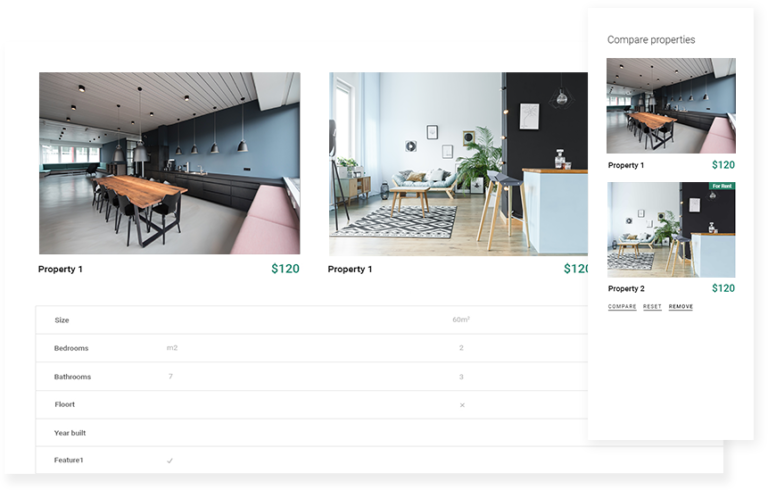 Compare properties
Property 1 $120
For Rent
Property 2 $120
COMPARE RESET REMOVE
Property 1 $120
Property 1 $120
Size 60m²
Bedrooms m2 2
Bathrooms 7 3
Floort ×
Year built
Feature1 ✓